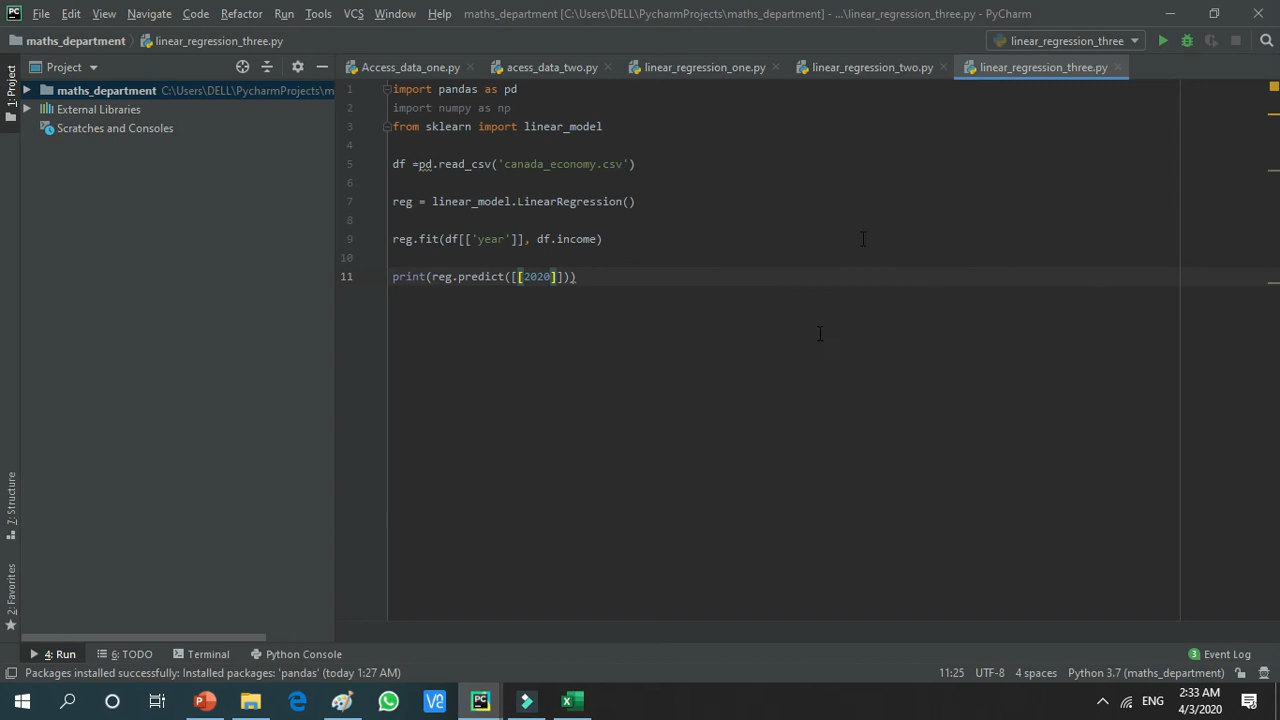 File Edit View Navigate Code Refactor Run Tools VCS Window Help maths_department [C:\Users\DELL\PycharmProjects\maths_department] - ...\linear_regression_three.py - PyCharm
maths_department linear_regression_three.py linear_regression_three
Project Access_data_one.py acess_data_two.py linear_regression_one.py linear_regression_two.py linear_regression_three.py
1: Project
maths_department C:\Users\DELL\PycharmProjects\m
External Libraries
Scratches and Consoles
1 import pandas as pd
2 import numpy as np
3 from sklearn import linear_model
4
5 df =pd.read_csv('canada_economy.csv')
6
7 reg = linear_model.LinearRegression()
8
9 reg.fit(df[['year']], df.income)
10
11 print(reg.predict([[2020]]))
7: Structure
2: Favorites
4: Run 6: TODO Terminal Python Console 3 Event Log
Packages installed successfully: Installed packages: 'pandas' (today 1:27 AM) 11:25 UTF-8 4 spaces Python 3.7 (maths_department)
ENG 2:33 AM
4/3/2020